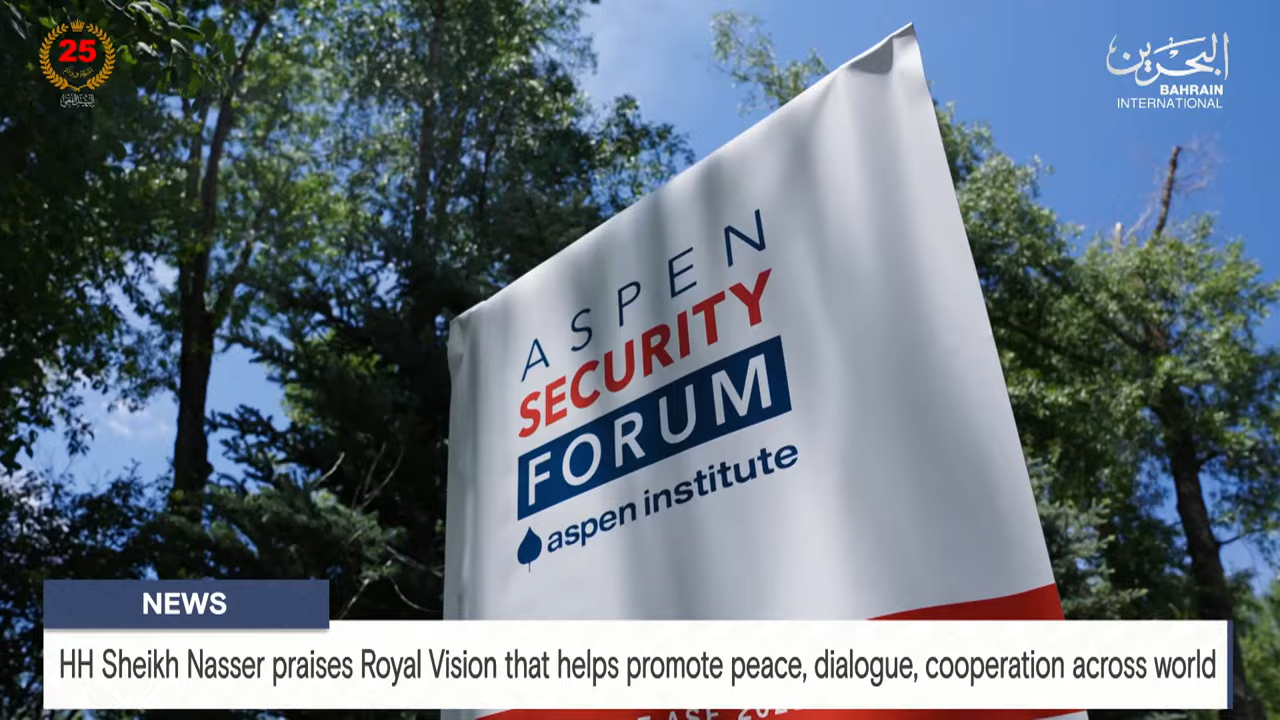 25
البحرين
BAHRAIN
INTERNATIONAL
ASPEN
SECURITY
FORUM
aspen institute
NEWS
HH Sheikh Nasser praises Royal Vision that helps promote peace, dialogue, cooperation across world